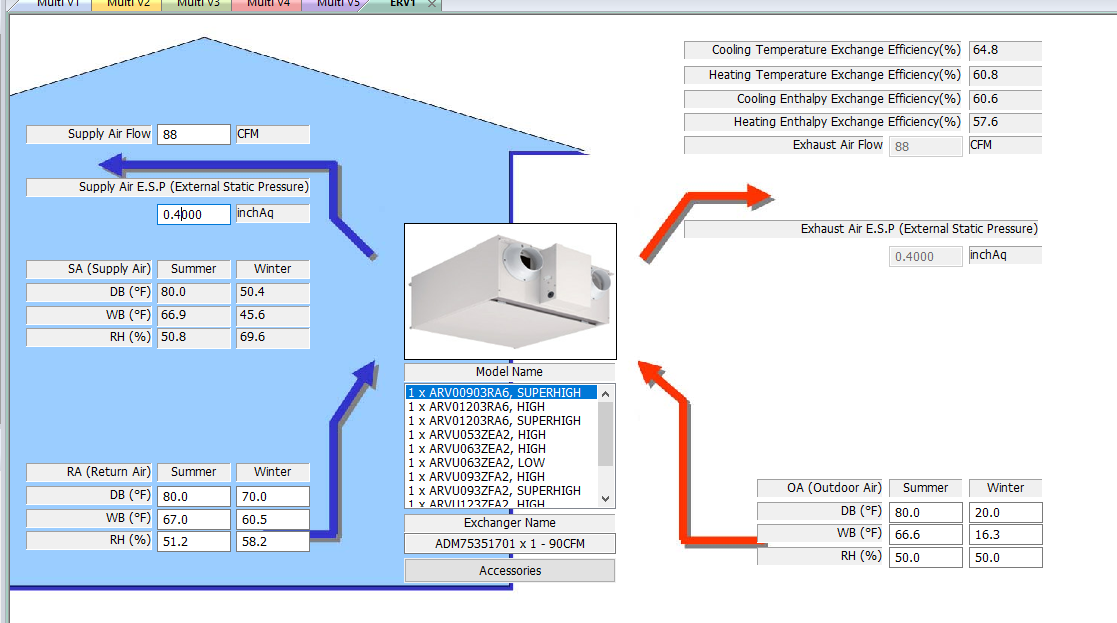 Multi V1 Multi V2 Multi V3 Multi V4 Multi V5 ERV1
Cooling Temperature Exchange Efficiency(%) 64.8
Heating Temperature Exchange Efficiency(%) 60.8
Cooling Enthalpy Exchange Efficiency(%) 60.6
Heating Enthalpy Exchange Efficiency(%) 57.6
Exhaust Air Flow 88 CFM
Supply Air Flow 88 CFM
Supply Air E.S.P (External Static Pressure)
0.4000 inchAq
Exhaust Air E.S.P (External Static Pressure)
0.4000 inchAq
SA (Supply Air) Summer Winter
DB (°F) 80.0 50.4
WB (°F) 66.9 45.6
RH (%) 50.8 69.6
Model Name
1 x ARV00903RA6, SUPERHIGH
1 x ARV01203RA6, HIGH
1 x ARV01203RA6, SUPERHIGH
1 x ARVU053ZEA2, HIGH
1 x ARVU063ZEA2, HIGH
1 x ARVU063ZEA2, LOW
1 x ARVU093ZFA2, HIGH
1 x ARVU093ZFA2, SUPERHIGH
1 x ARVU123ZEA2, HIGH
RA (Return Air) Summer Winter
DB (°F) 80.0 70.0
WB (°F) 67.0 60.5
RH (%) 51.2 58.2
Exchanger Name
ADM75351701 x 1 - 90CFM
Accessories
OA (Outdoor Air) Summer Winter
DB (°F) 80.0 20.0
WB (°F) 66.6 16.3
RH (%) 50.0 50.0